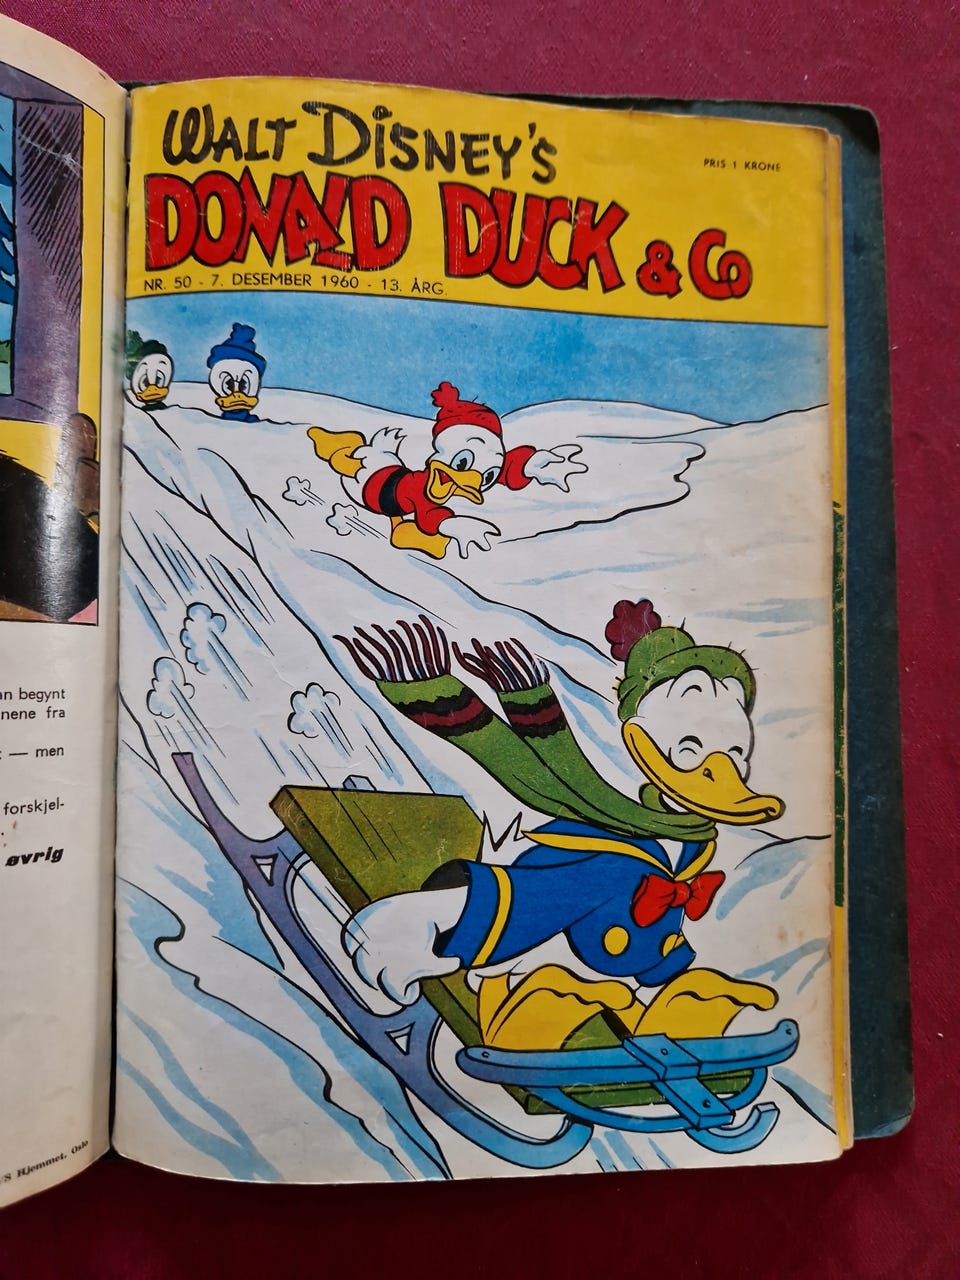 an begynt
nene fra
— men
forskjel-
øvrig
A/S Hjemmet, Oslo
WALT DISNEY'S
PRIS 1 KRONE
DONALD DUCK & Co
NR. 50 - 7. DESEMBER 1960 - 13. ÅRG.